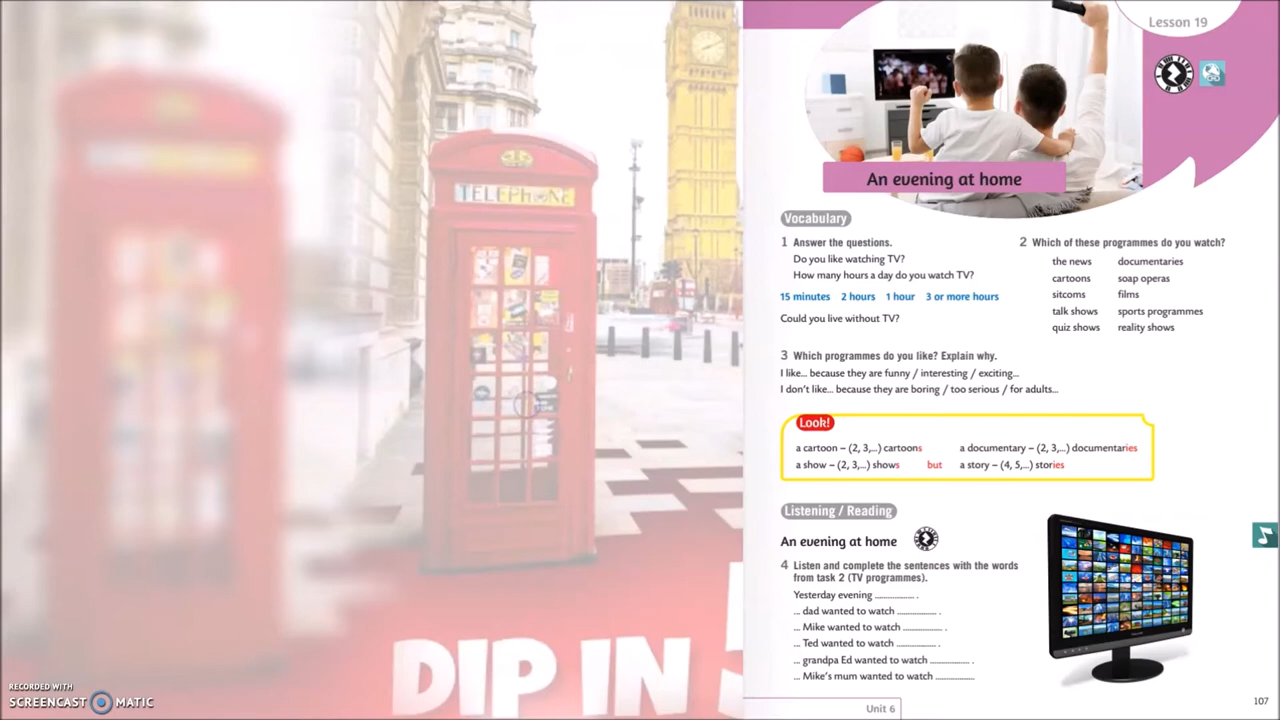 TELEPHONE
DIP IN
RECORDED WITH
SCREENCAST MATIC
Lesson 19
An evening at home
Vocabulary
1 Answer the questions.
Do you like watching TV?
How many hours a day do you watch TV?
15 minutes 2 hours 1 hour 3 or more hours
Could you live without TV?
2 Which of these programmes do you watch?
the news documentaries
cartoons soap operas
sitcoms films
talk shows sports programmes
quiz shows reality shows
3 Which programmes do you like? Explain why.
I like... because they are funny / interesting / exciting...
I don't like... because they are boring / too serious / for adults...
Look!
a cartoon – (2, 3,...) cartoons a documentary – (2, 3,...) documentaries
a show – (2, 3,...) shows but a story – (4, 5,...) stories
Listening / Reading
An evening at home
4 Listen and complete the sentences with the words
from task 2 (TV programmes).
Yesterday evening ................ .
... dad wanted to watch ................ .
... Mike wanted to watch ................ .
... Ted wanted to watch ................ .
... grandpa Ed wanted to watch ................ .
... Mike's mum wanted to watch ................
Unit 6
107